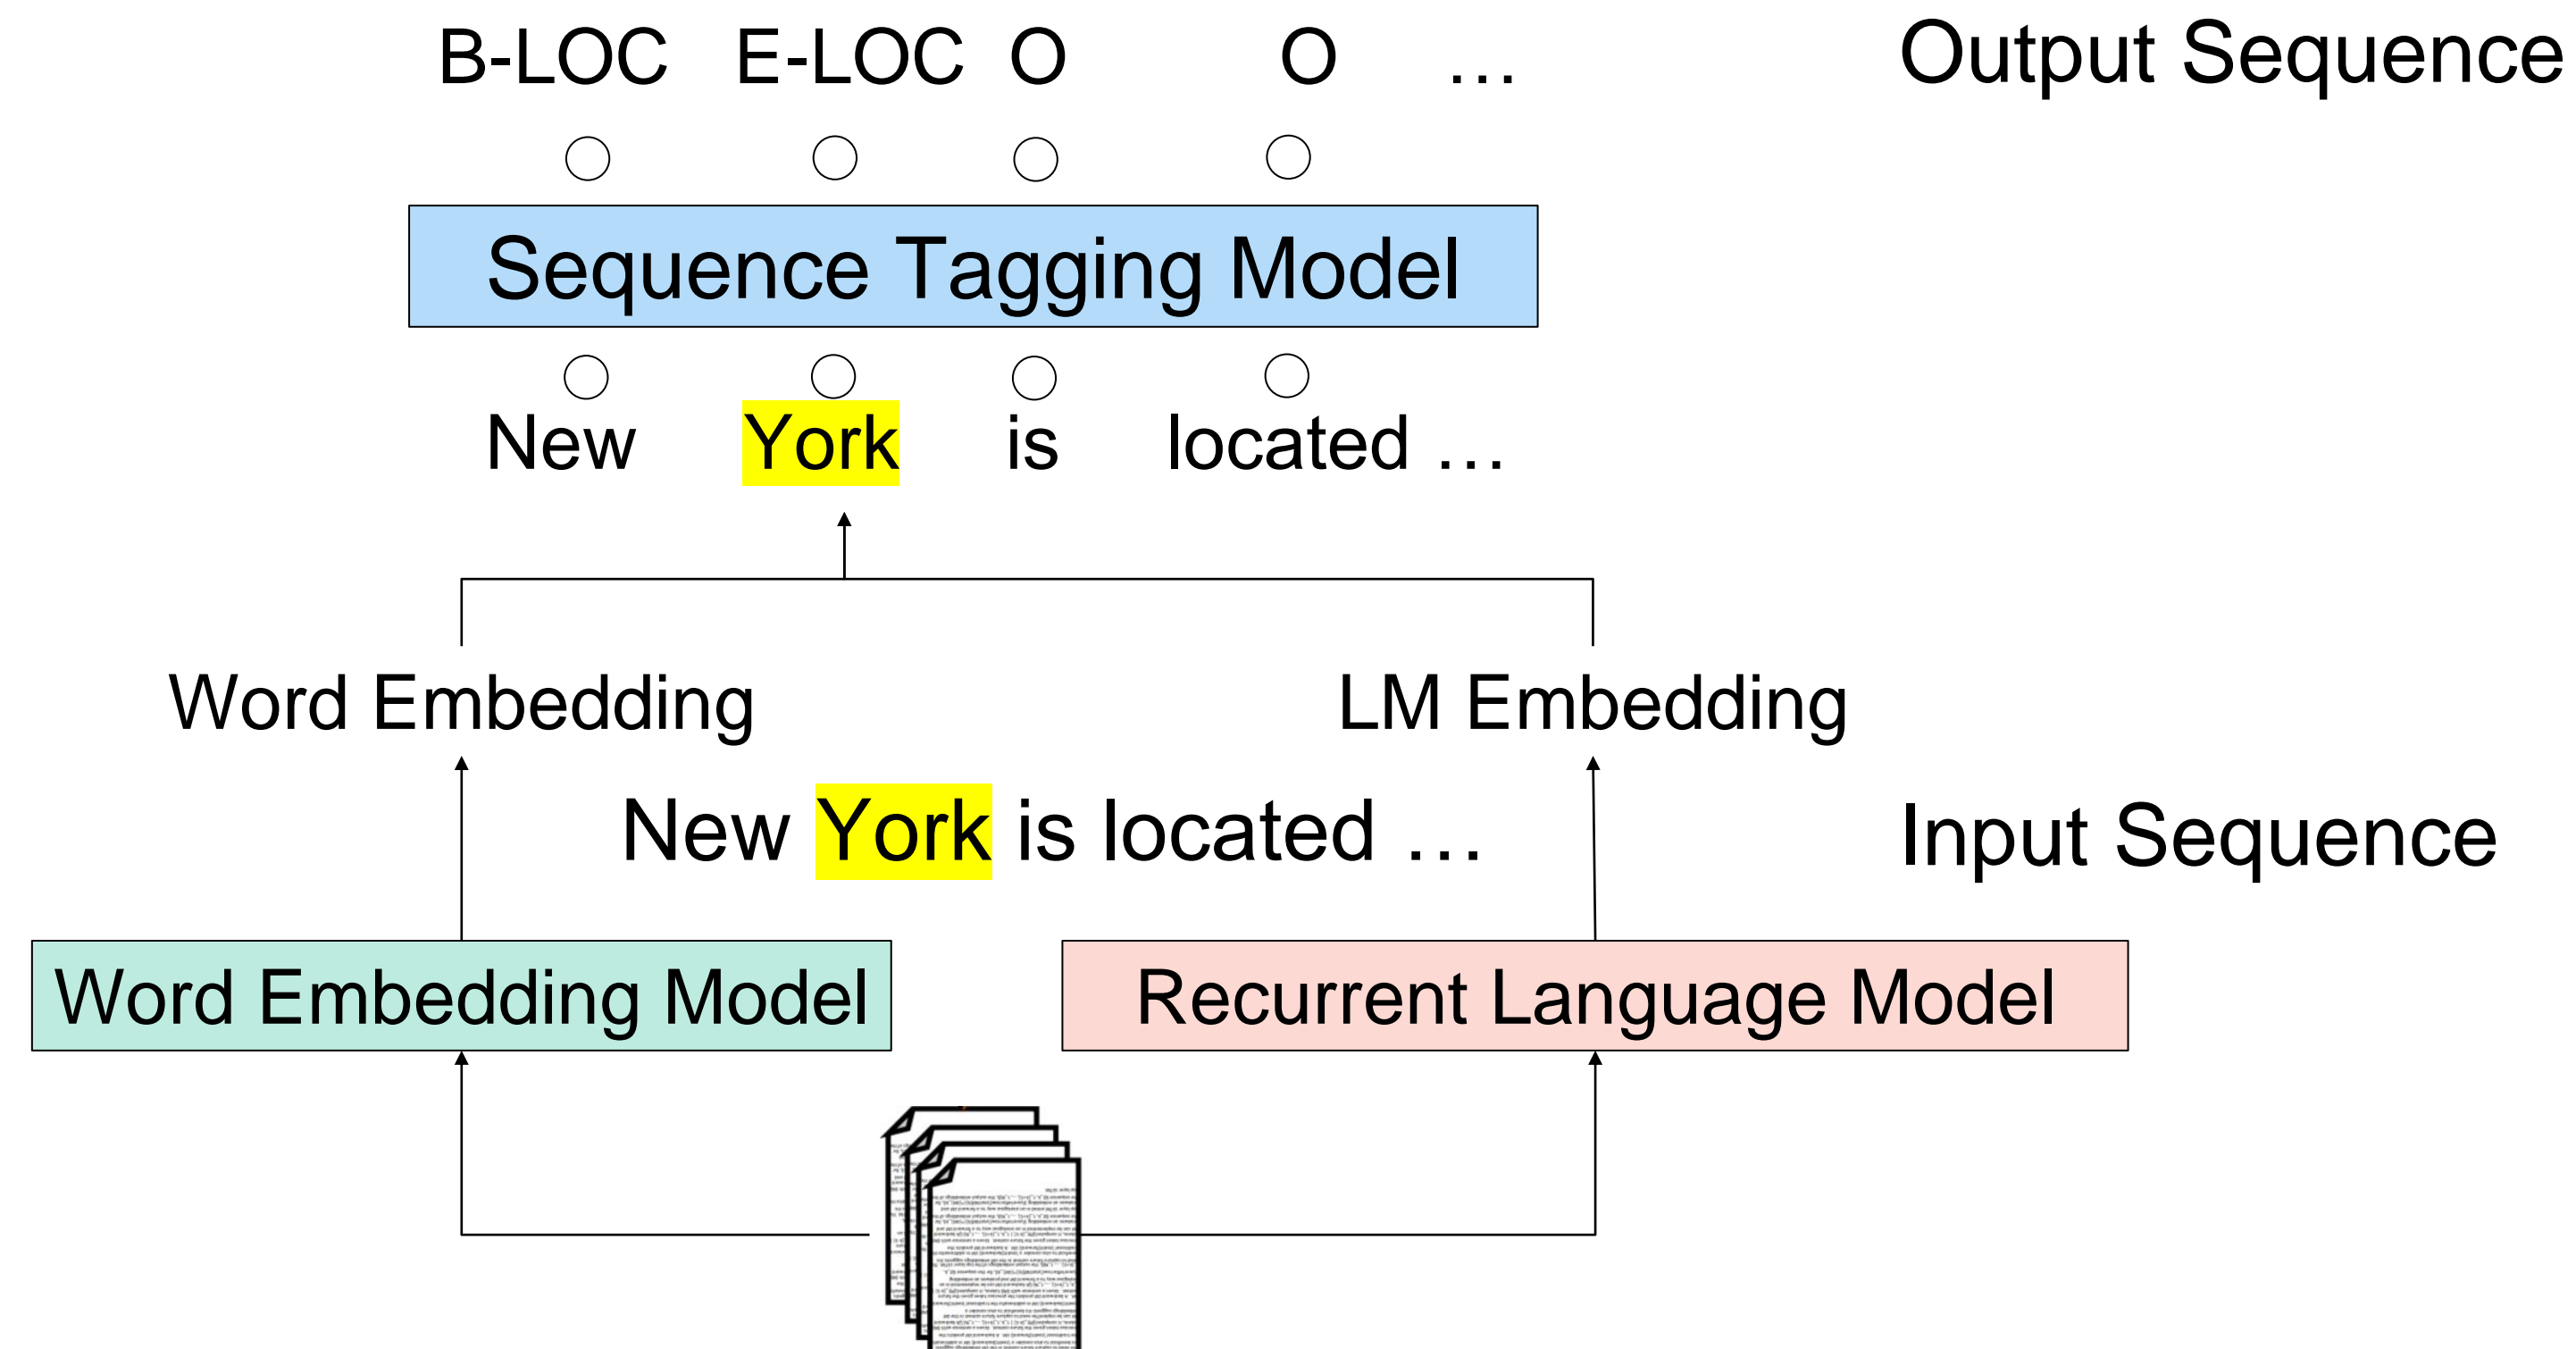 B-LOC E-LOC O O … Output Sequence
Sequence Tagging Model
New York is located …
Word Embedding LM Embedding
New York is located … Input Sequence
Word Embedding Model Recurrent Language Model